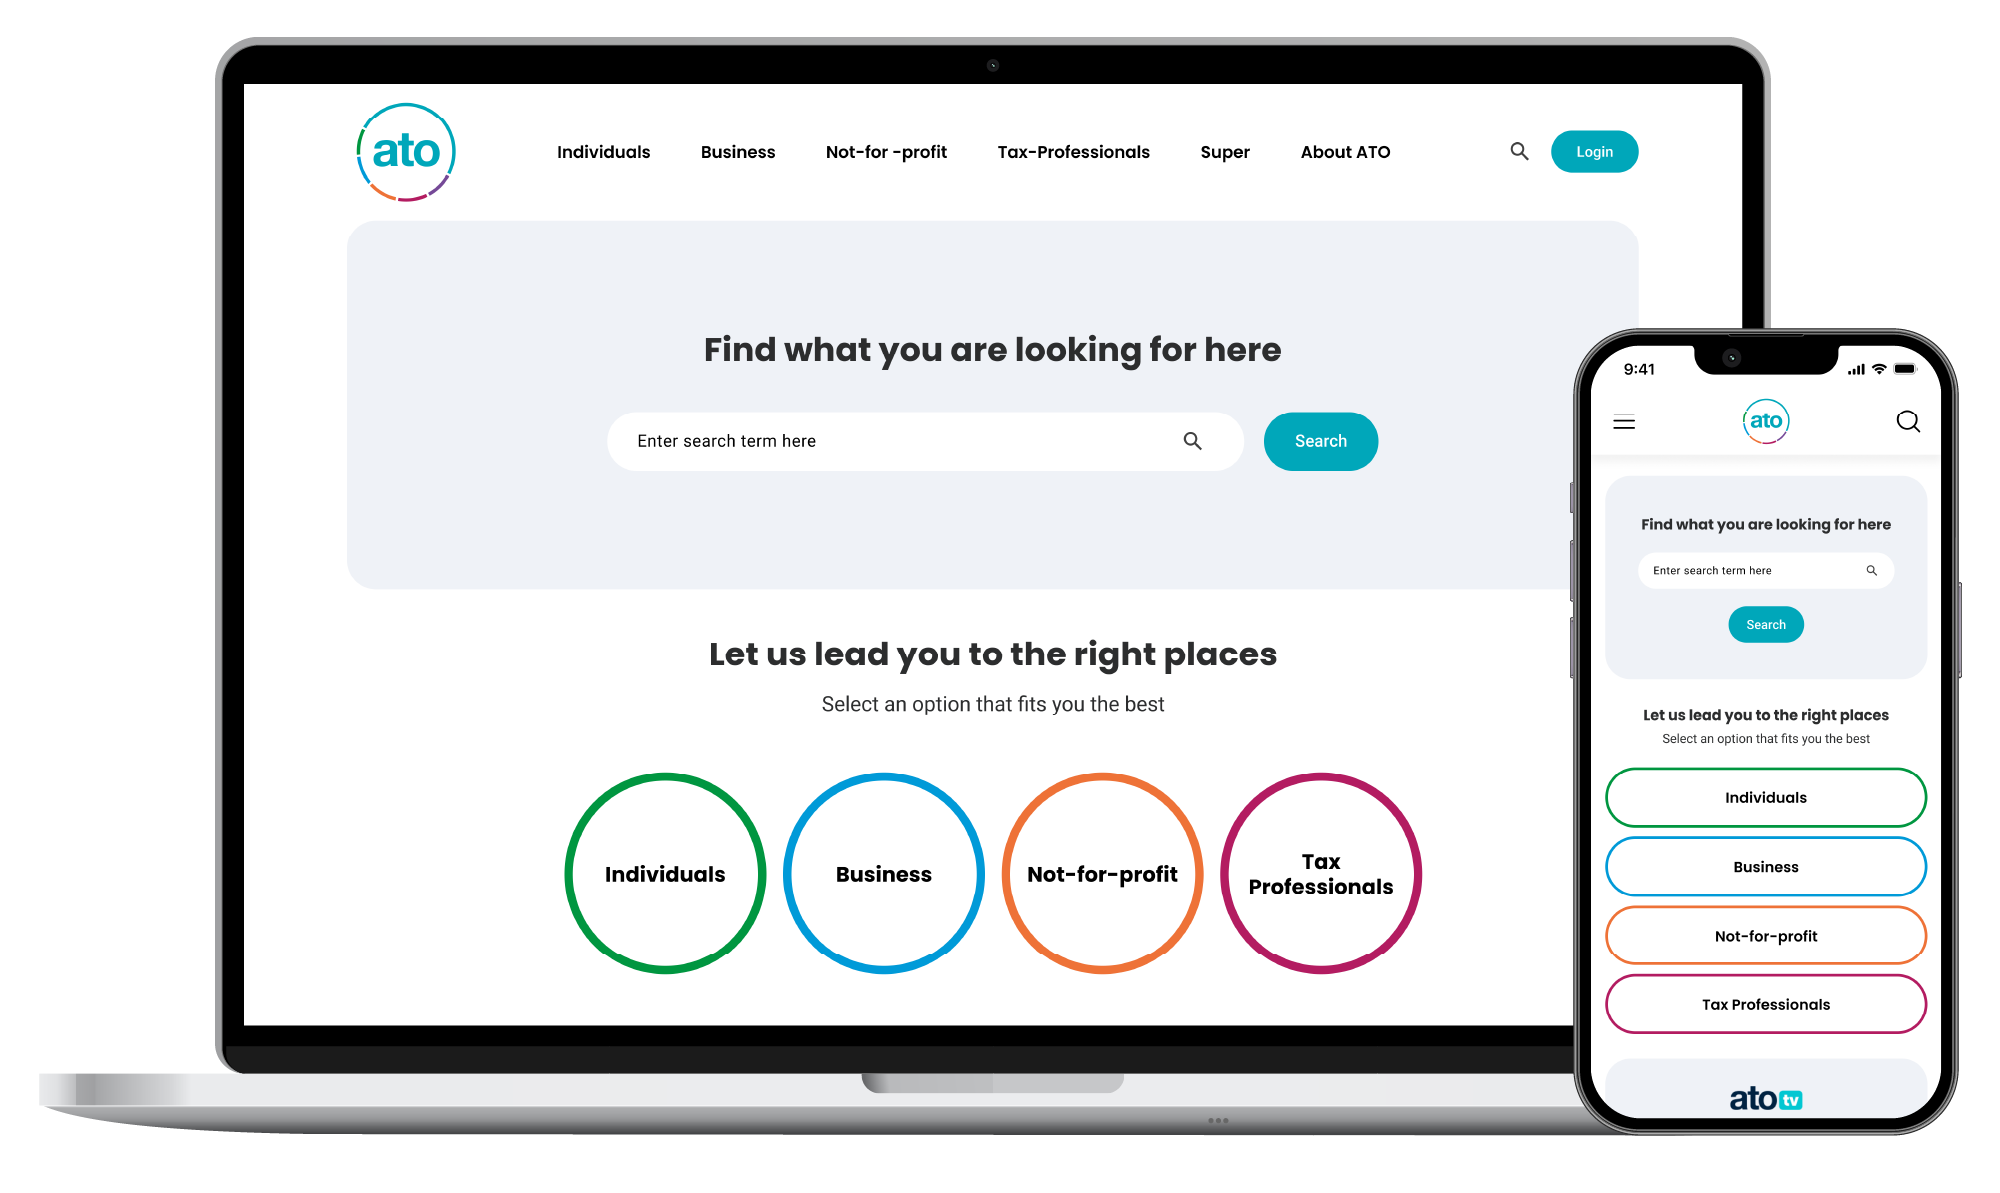 ato
Individuals Business Not-for -profit Tax-Professionals Super About ATO Login
Find what you are looking for here
Enter search term here Search
Let us lead you to the right places
Select an option that fits you the best
Individuals
Business
Not-for-profit
Tax
Professionals
9:41
ato
Find what you are looking for here
Enter search term here
Search
Let us lead you to the right places
Select an option that fits you the best
Individuals
Business
Not-for-profit
Tax Professionals
ato tv